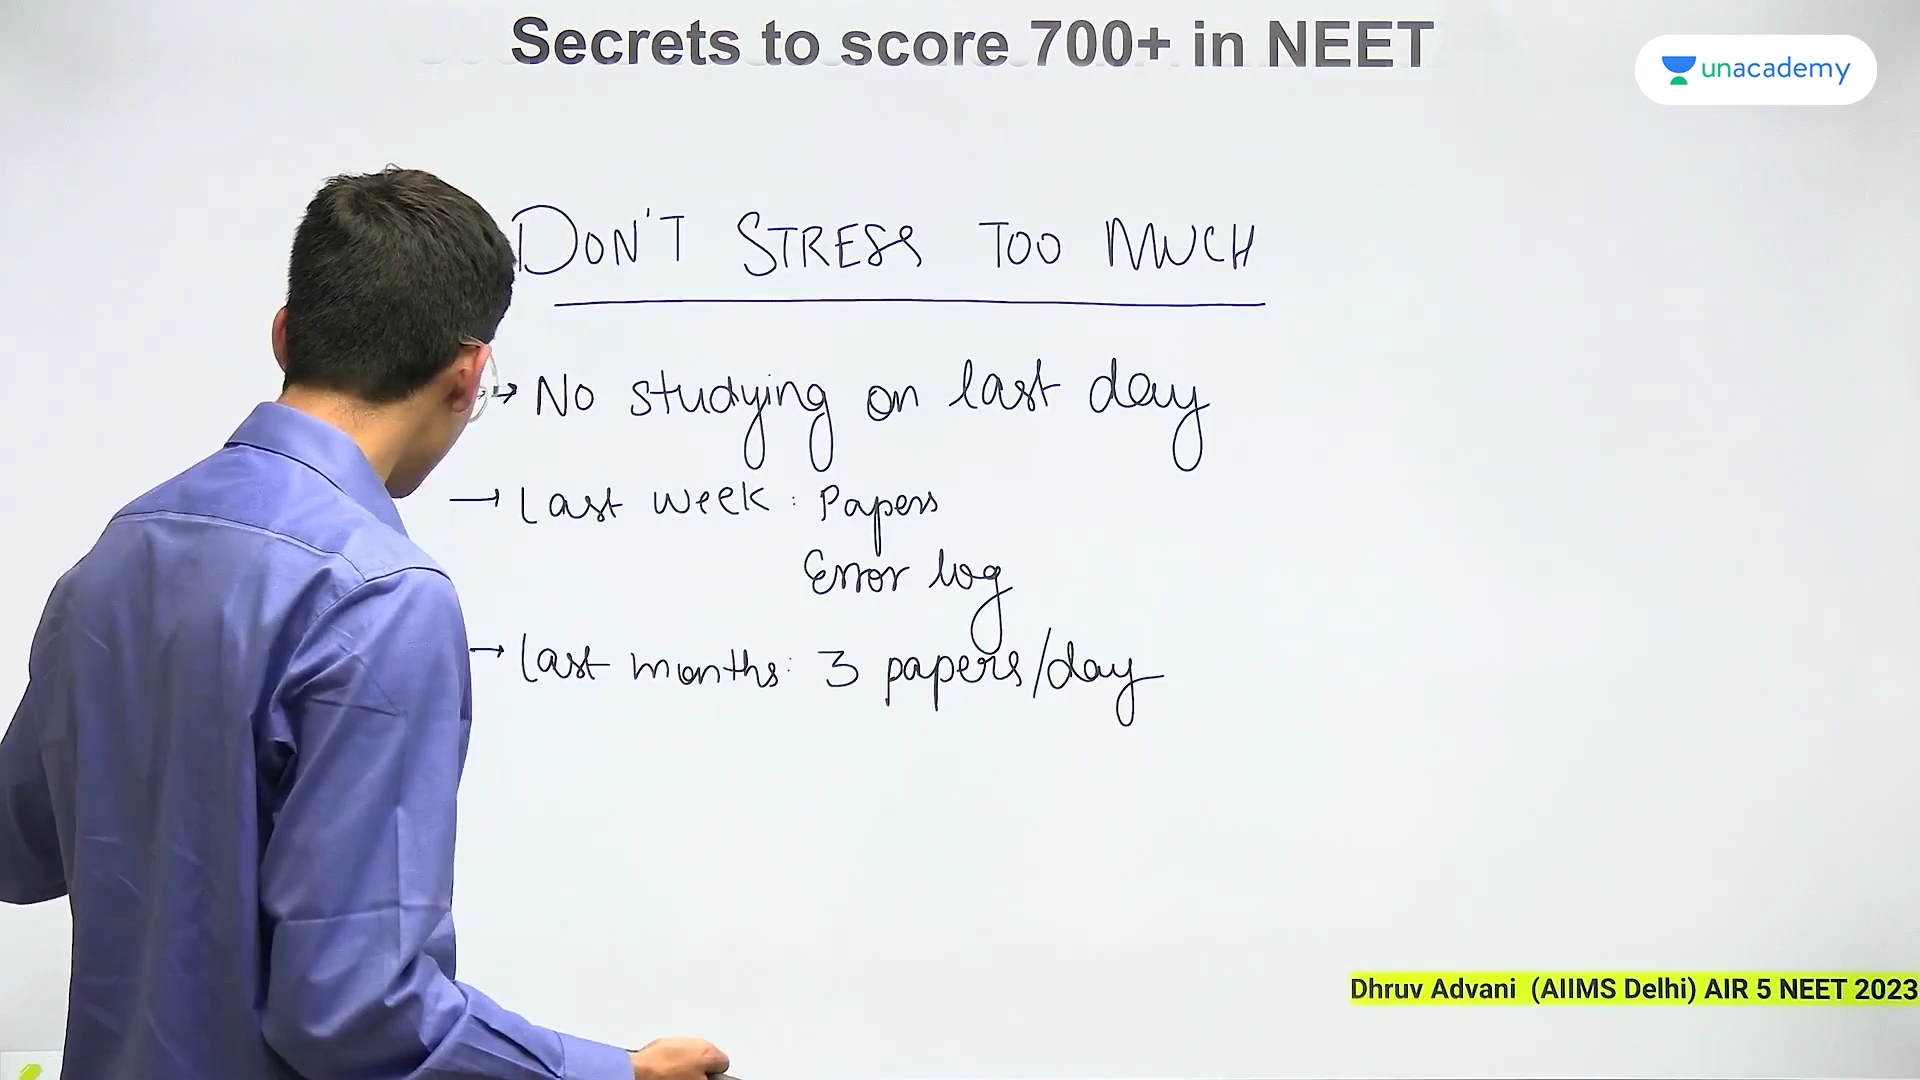 Secrets to score 700+ in NEET
unacademy
DON'T STRESS TOO MUCH
→ No studying on last day
→ Last week : Papers
Error log
→ Last months: 3 papers/day
Dhruv Advani (AIIMS Delhi) AIR 5 NEET 2023